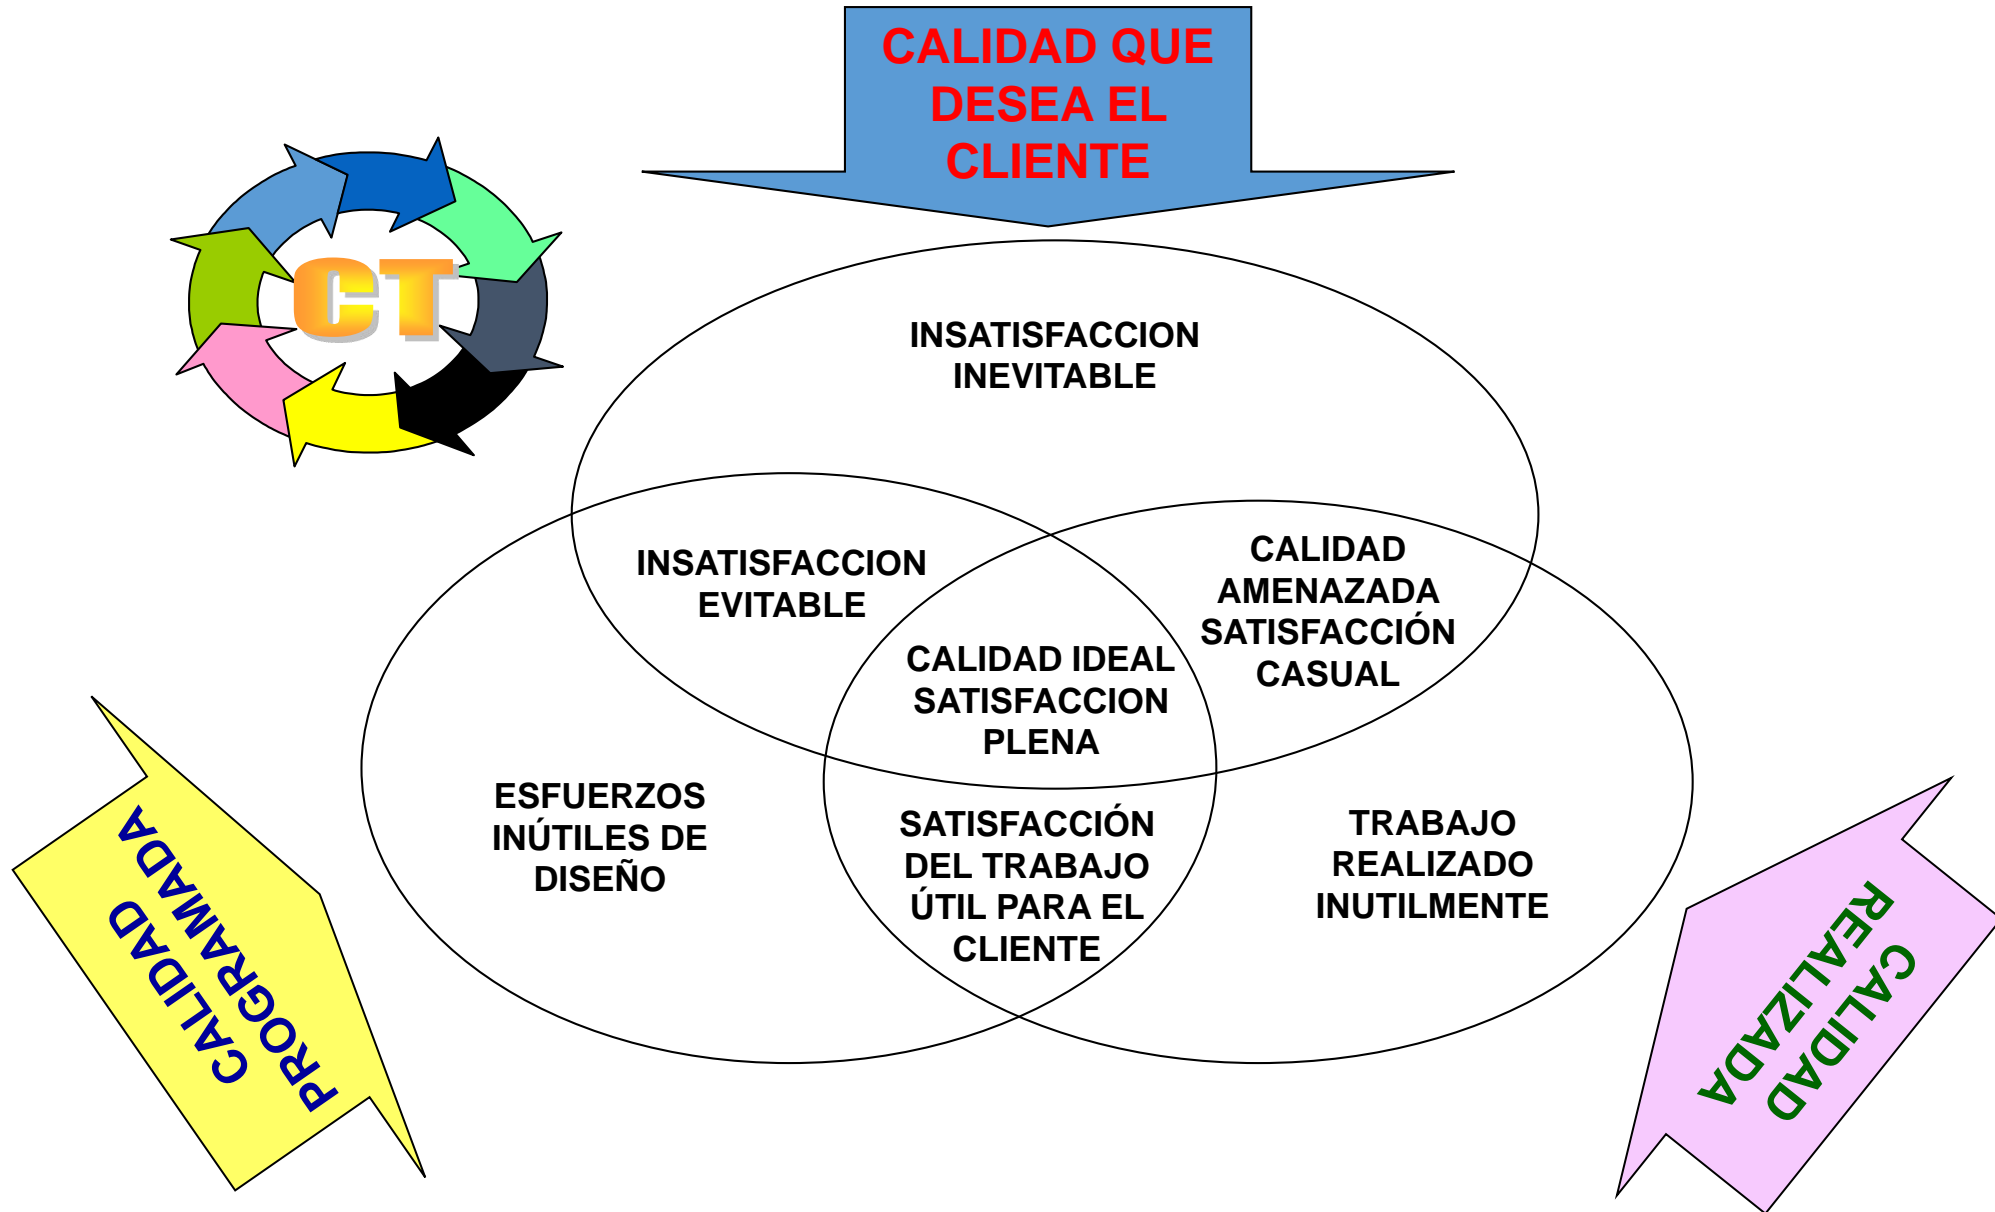 CALIDAD QUE
DESEA EL
CLIENTE
CT
INSATISFACCION
INEVITABLE
INSATISFACCION
EVITABLE
CALIDAD
AMENAZADA
SATISFACCIÓN
CASUAL
CALIDAD IDEAL
SATISFACCION
PLENA
ESFUERZOS
INÚTILES DE
DISEÑO
SATISFACCIÓN
DEL TRABAJO
ÚTIL PARA EL
CLIENTE
TRABAJO
REALIZADO
INUTILMENTE
CALIDAD
PROGRAMADA
CALIDAD
REALIZADA